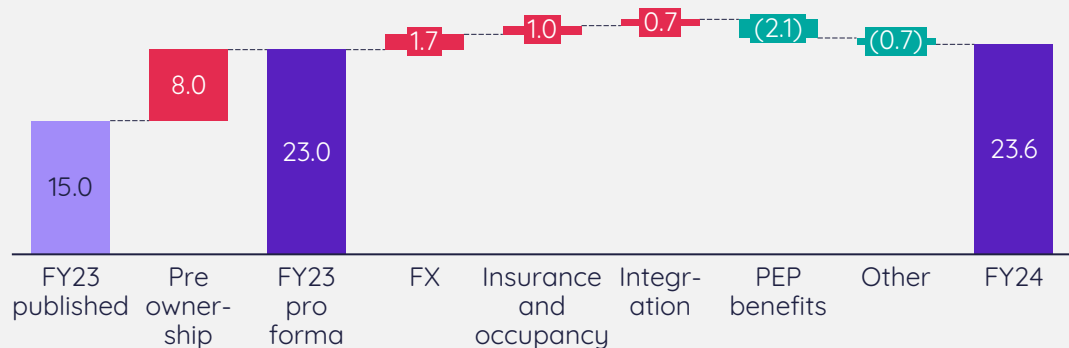 1.7
1.0
0.7
(2.1)
(0.7)
8.0
23.0
23.6
15.0
FY23
published
Pre
owner-
ship
FY23
pro
forma
FX
Insurance
and
occupancy
Integr-
ation
PEP
benefits
Other
FY24